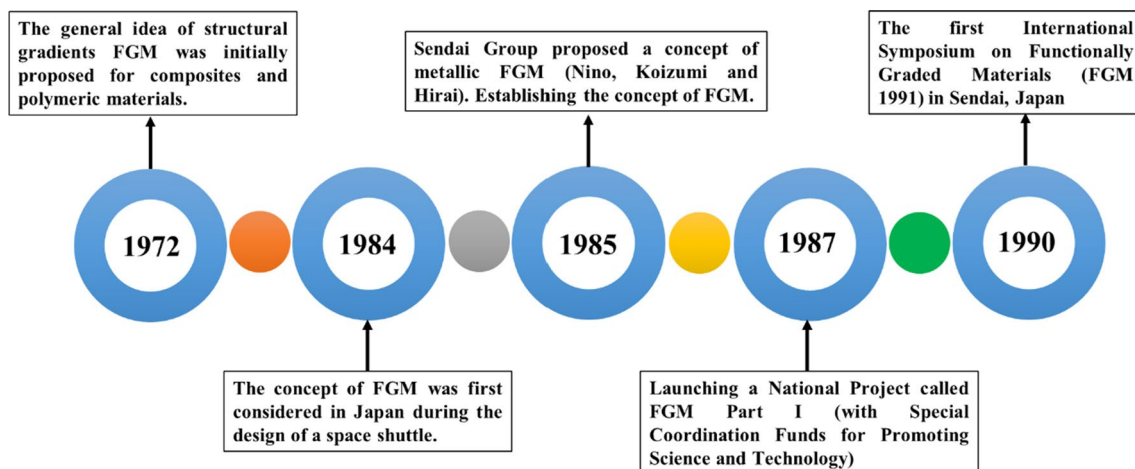 The general idea of structural
gradients FGM was initially
proposed for composites and
polymeric materials.
Sendai Group proposed a concept of
metallic FGM (Nino, Koizumi and
Hirai). Establishing the concept of FGM.
The first International
Symposium on Functionally
Graded Materials (FGM
1991) in Sendai, Japan
1972
1984
1985
1987
1990
The concept of FGM was first
considered in Japan during the
design of a space shuttle.
Launching a National Project called
FGM Part I (with Special
Coordination Funds for Promoting
Science and Technology)